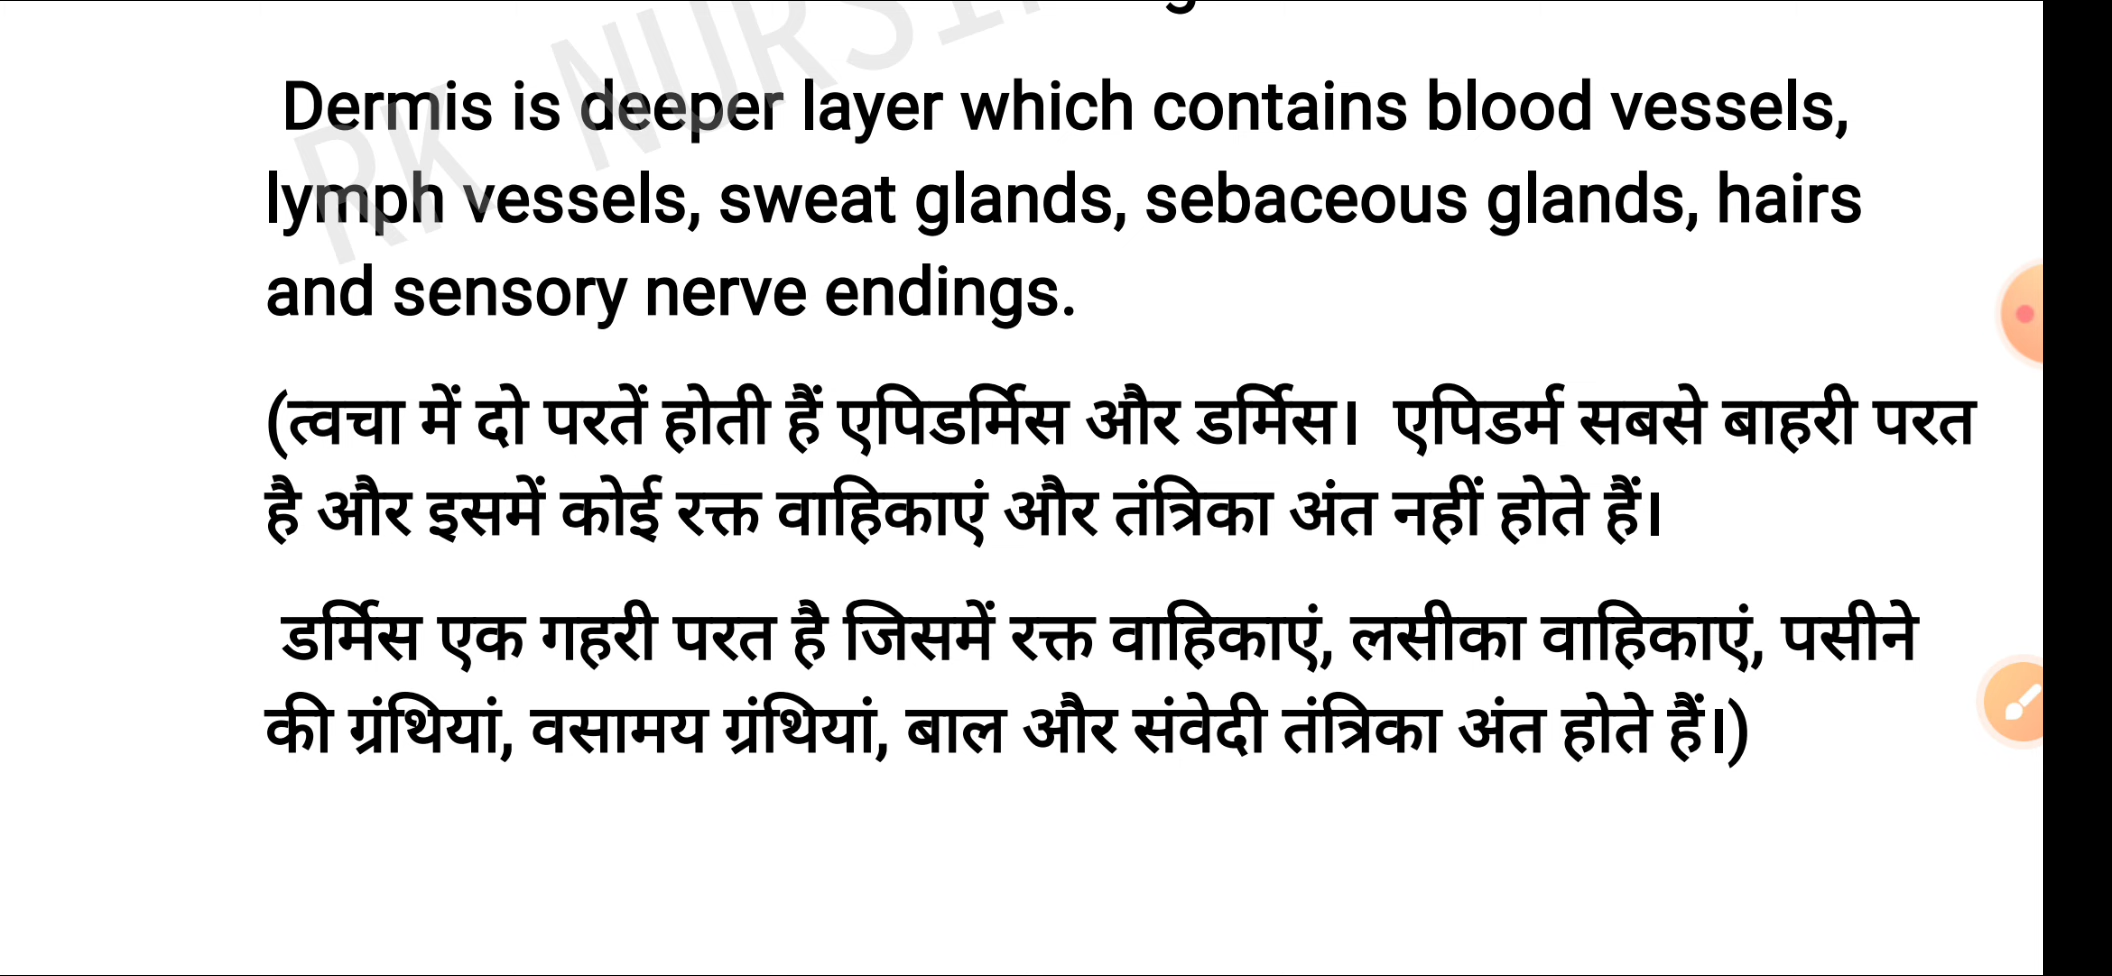 RK NURSI
Dermis is deeper layer which contains blood vessels,
lymph vessels, sweat glands, sebaceous glands, hairs
and sensory nerve endings.
(त्वचा में दो परतें होती हैं एपिडर्मिस और डर्मिस। एपिडर्म सबसे बाहरी परत
है और इसमें कोई रक्त वाहिकाएं और तंत्रिका अंत नहीं होते हैं।
डर्मिस एक गहरी परत है जिसमें रक्त वाहिकाएं, लसीका वाहिकाएं, पसीने
की ग्रंथियां, वसामय ग्रंथियां, बाल और संवेदी तंत्रिका अंत होते हैं।)